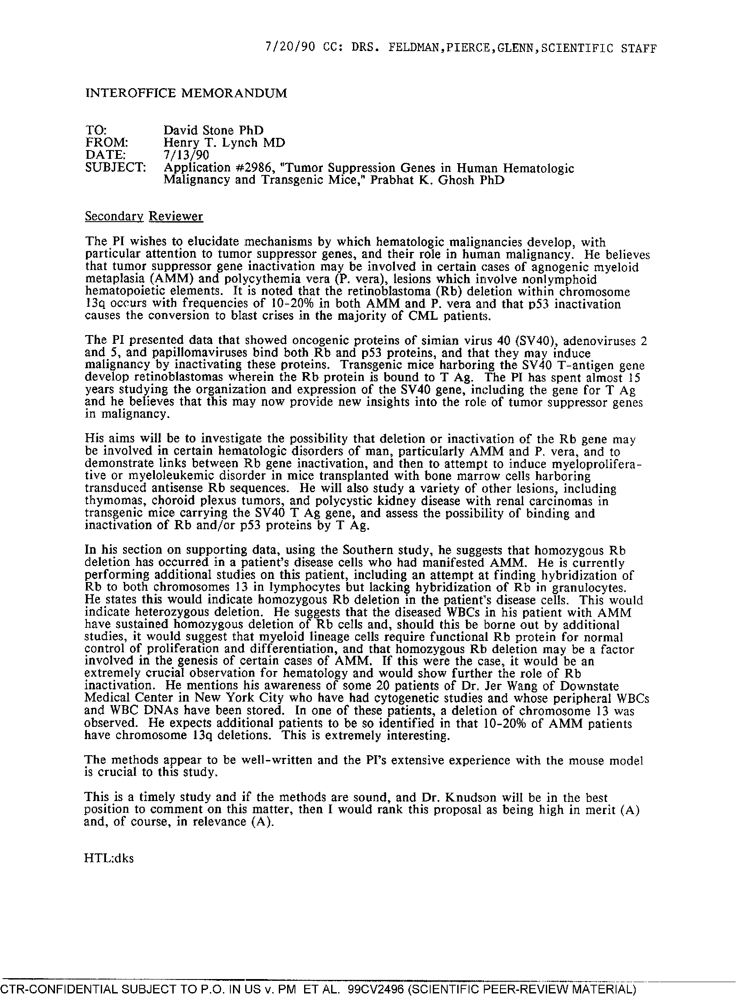 7/20/90 CC: DRS. FELDMAN,PIERCE,GLENN,SCIENTIFIC STAFF
INTEROFFICE MEMORANDUM
TO: David Stone PhD
FROM: Henry T. Lynch MD
DATE: 7/13/90
SUBJECT: Application #2986, "Tumor Suppression Genes in Human Hematologic
Malignancy and Transgenic Mice," Prabhat K. Ghosh PhD
Secondary Reviewer
The PI wishes to elucidate mechanisms by which hematologic malignancies develop, with
particular attention to tumor suppressor genes, and their role in human malignancy. He believes
that tumor suppressor gene inactivation may be involved in certain cases of agnogenic myeloid
metaplasia (AMM) and polycythemia vera (P. vera), lesions which involve nonlymphoid
hematopoietic elements. It is noted that the retinoblastoma (Rb) deletion within chromosome
13q occurs with frequencies of 10-20% in both AMM and P. vera and that p53 inactivation
causes the conversion to blast crises in the majority of CML patients.
The PI presented data that showed oncogenic proteins of simian virus 40 (SV40), adenoviruses 2
and 5, and papillomaviruses bind both Rb and p53 proteins, and that they may induce
malignancy by inactivating these proteins. Transgenic mice harboring the SV40 T-antigen gene
develop retinoblastomas wherein the Rb protein is bound to T Ag. The PI has spent almost 15
years studying the organization and expression of the SV40 gene, including the gene for T Ag
and he believes that this may now provide new insights into the role of tumor suppressor genes
in malignancy.
His aims will be to investigate the possibility that deletion or inactivation of the Rb gene may
be involved in certain hematologic disorders of man, particularly AMM and P. vera, and to
demonstrate links between Rb gene inactivation, and then to attempt to induce myeloprolifera-
tive or myeloleukemic disorder in mice transplanted with bone marrow cells harboring
transduced antisense Rb sequences. He will also study a variety of other lesions, including
thymomas, choroid plexus tumors, and polycystic kidney disease with renal carcinomas in
transgenic mice carrying the SV40 T Ag gene, and assess the possibility of binding and
inactivation of Rb and/or p53 proteins by T Ag.
In his section on supporting data, using the Southern study, he suggests that homozygous Rb
deletion has occurred in a patient's disease cells who had manifested AMM. He is currently
performing additional studies on this patient, including an attempt at finding hybridization of
Rb to both chromosomes 13 in lymphocytes but lacking hybridization of Rb in granulocytes.
He states this would indicate homozygous Rb deletion in the patient's disease cells. This would
indicate heterozygous deletion. He suggests that the diseased WBCs in his patient with AMM
have sustained homozygous deletion of Rb cells and, should this be borne out by additional
studies, it would suggest that myeloid lineage cells require functional Rb protein for normal
control of proliferation and differentiation, and that homozygous Rb deletion may be a factor
involved in the genesis of certain cases of AMM. If this were the case, it would be an
extremely crucial observation for hematology and would show further the role of Rb
inactivation. He mentions his awareness of some 20 patients of Dr. Jer Wang of Downstate
Medical Center in New York City who have had cytogenetic studies and whose peripheral WBCs
and WBC DNAs have been stored. In one of these patients, a deletion of chromosome 13 was
observed. He expects additional patients to be so identified in that 10-20% of AMM patients
have chromosome 13q deletions. This is extremely interesting.
The methods appear to be well-written and the PI's extensive experience with the mouse model
is crucial to this study.
This is a timely study and if the methods are sound, and Dr. Knudson will be in the best
position to comment on this matter, then I would rank this proposal as being high in merit (A)
and, of course, in relevance (A).
HTL:dks
CTR-CONFIDENTIAL SUBJECT TO P.O. IN US v. PM ET AL. 99CV2496 (SCIENTIFIC PEER-REVIEW MATERIAL)